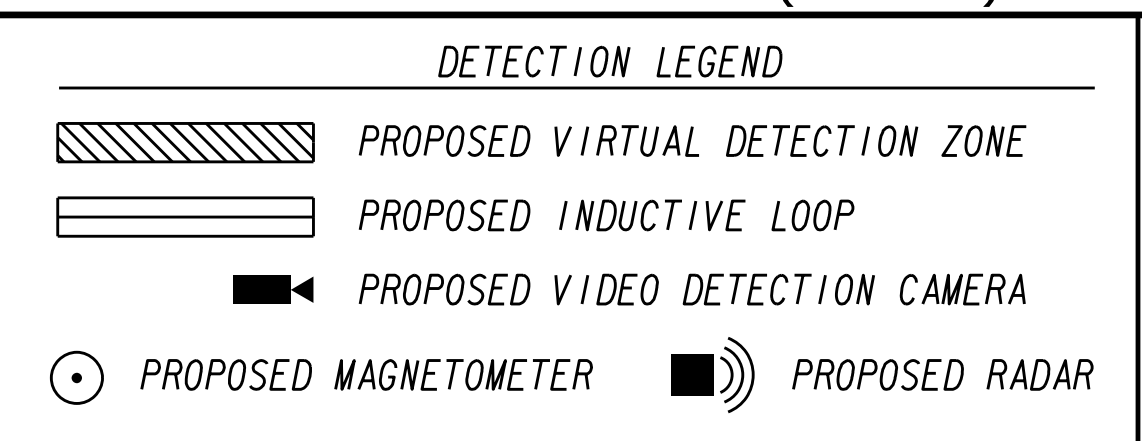 DETECTION LEGEND
PROPOSED VIRTUAL DETECTION ZONE
PROPOSED INDUCTIVE LOOP
PROPOSED VIDEO DETECTION CAMERA
PROPOSED MAGNETOMETER PROPOSED RADAR